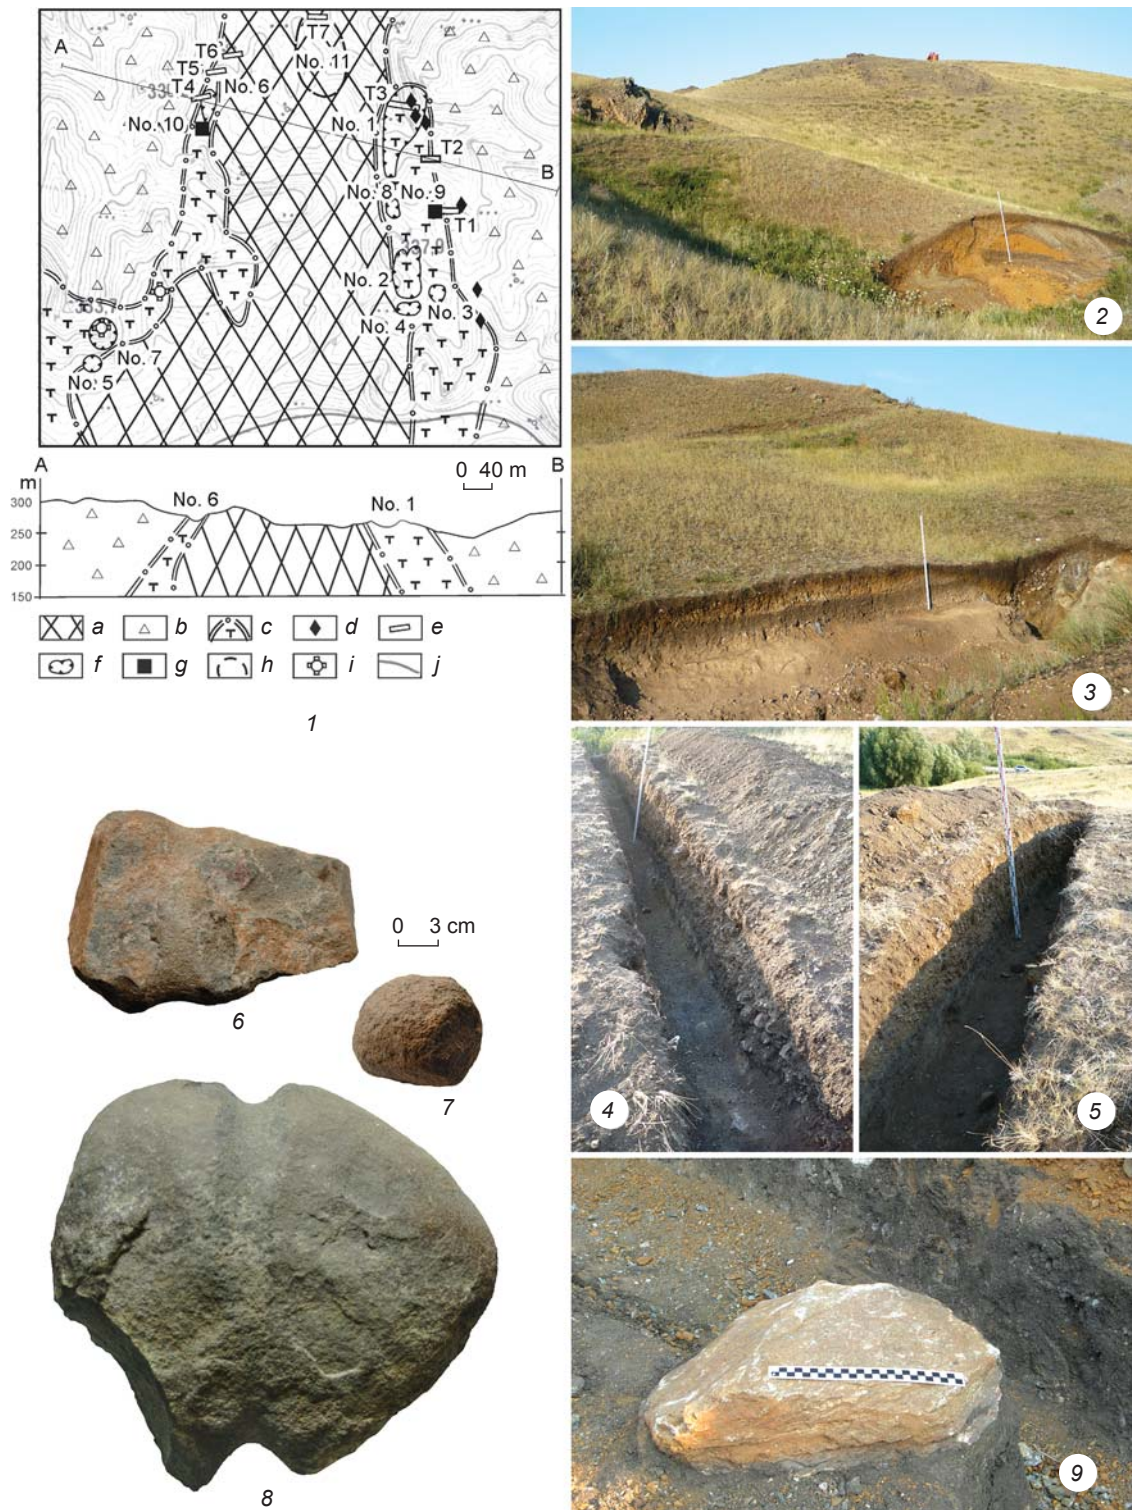 A
T7
T6
No. 11
T5
T4
No. 6
T3
No. 10
No. 1
T2
B
No. 8
No. 9
T1
No. 2
No. 3
No. 4
No. 7
No. 5
A
B
0 40 m
m
No. 6
No. 1
300
250
200
150
a
b
c
d
e
f
g
h
i
j
1
2
3
4
5
0 3 cm
6
7
8
9